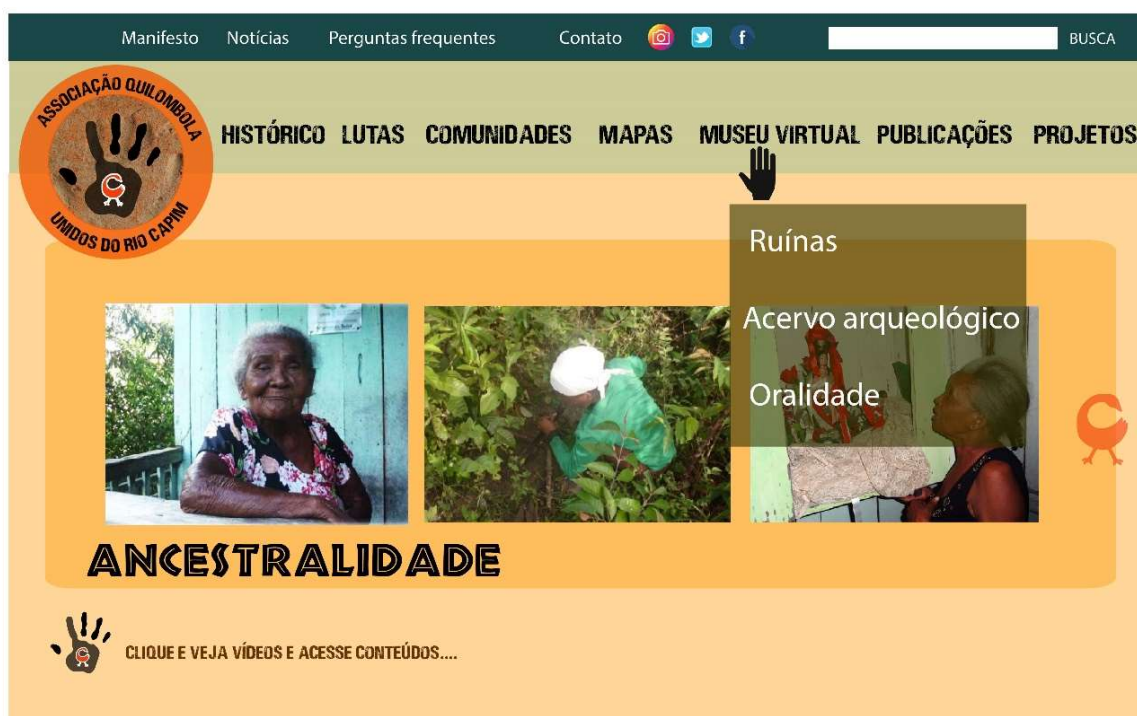 Manifesto Notícias Perguntas frequentes Contato BUSCA
ASSOCIAÇÃO QUILOMBOLA
UNIDOS DO RIO CAPIM
HISTÓRICO LUTAS COMUNIDADES MAPAS MUSEU VIRTUAL PUBLICAÇÕES PROJETOS
Ruínas
Acervo arqueológico
Oralidade
ANCESTRALIDADE
CLIQUE E VEJA VÍDEOS E ACESSE CONTEÚDOS....